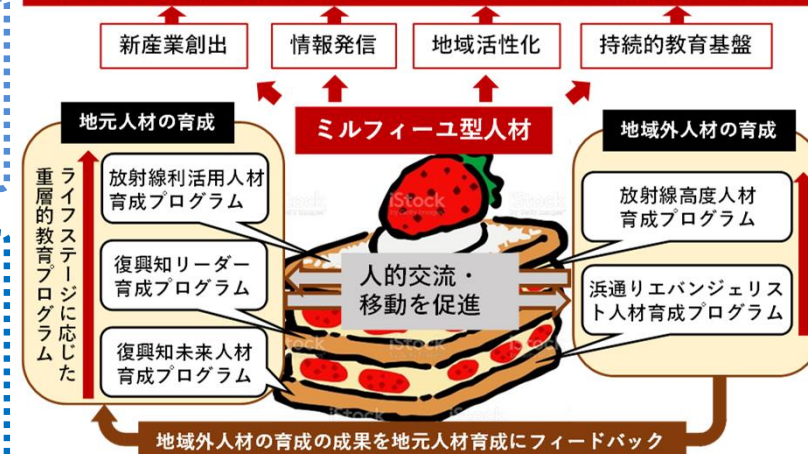 新産業創出
情報発信
地域活性化
持続的教育基盤
ミルフィーユ型人材
地元人材の育成
ライフステージに応じた
重層的教育プログラム
放射線利活用人材
育成プログラム
復興知リーダー
育成プログラム
復興知未来人材
育成プログラム
人的交流・
移動を促進
地域外人材の育成
放射線高度人材
育成プログラム
浜通りエバンジェリス
ト人材育成プログラム
iStock
iStock
iStock
地域外人材の育成の成果を地元人材育成にフィードバック